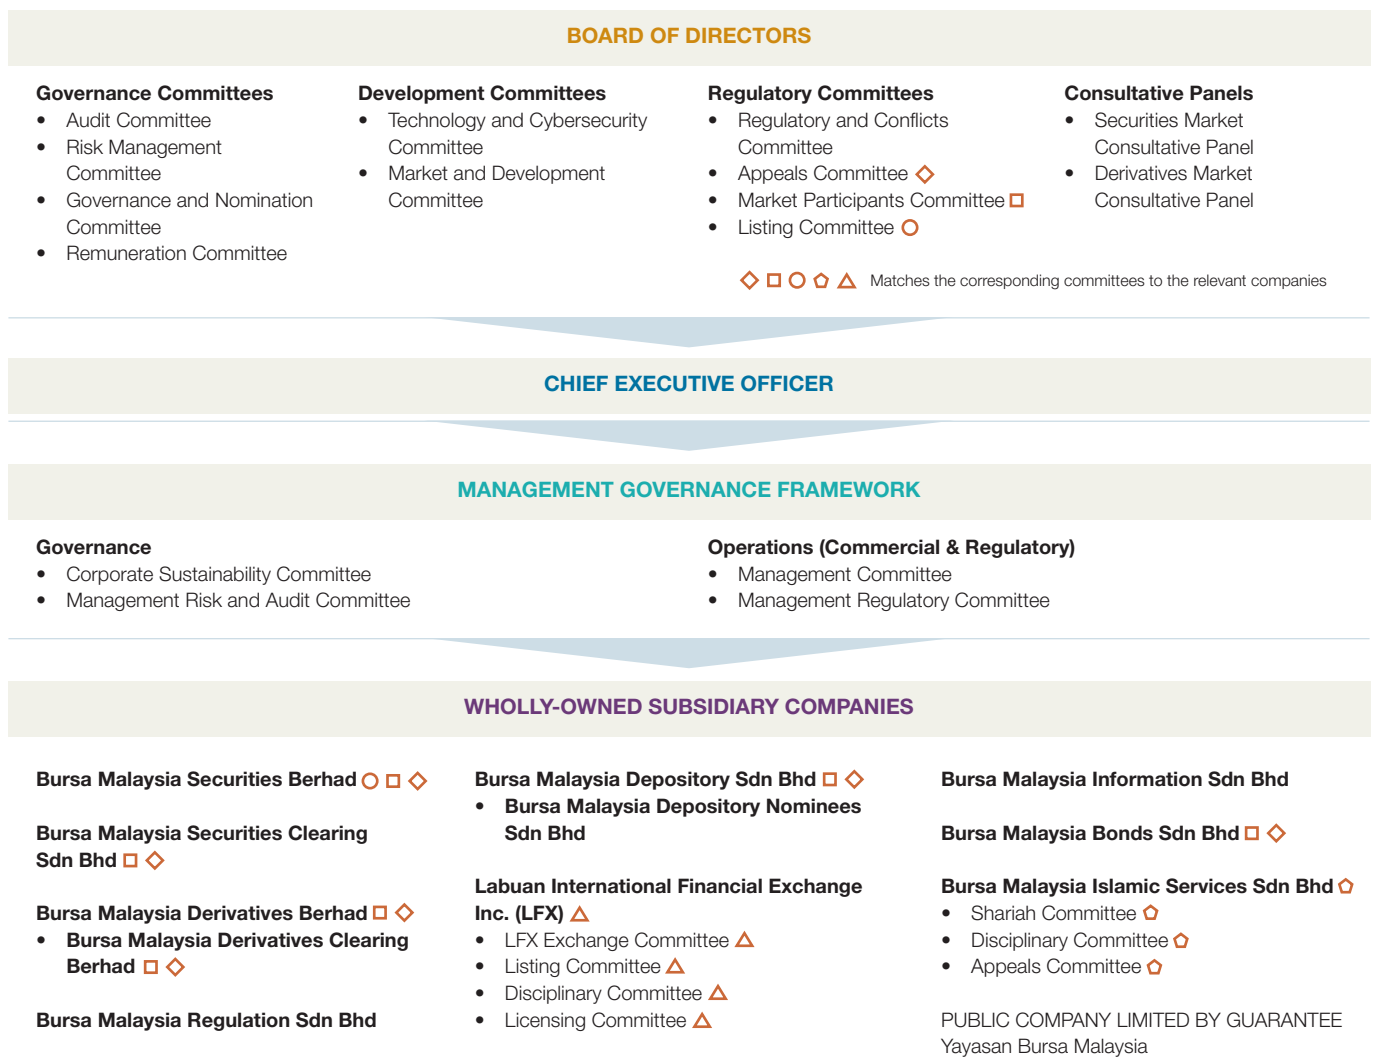 BOARD OF DIRECTORS
Governance Committees
• Audit Committee
• Risk Management
Committee
• Governance and Nomination
Committee
• Remuneration Committee
Development Committees
• Technology and Cybersecurity
Committee
• Market and Development
Committee
Regulatory Committees
• Regulatory and Conflicts
Committee
• Appeals Committee
• Market Participants Committee
• Listing Committee
Consultative Panels
• Securities Market
Consultative Panel
• Derivatives Market
Consultative Panel
Matches the corresponding committees to the relevant companies
CHIEF EXECUTIVE OFFICER
MANAGEMENT GOVERNANCE FRAMEWORK
Governance
• Corporate Sustainability Committee
• Management Risk and Audit Committee
Operations (Commercial & Regulatory)
• Management Committee
• Management Regulatory Committee
WHOLLY-OWNED SUBSIDIARY COMPANIES
Bursa Malaysia Securities Berhad
Bursa Malaysia Securities Clearing
Sdn Bhd
Bursa Malaysia Derivatives Berhad
• Bursa Malaysia Derivatives Clearing
Berhad
Bursa Malaysia Regulation Sdn Bhd
Bursa Malaysia Depository Sdn Bhd
• Bursa Malaysia Depository Nominees
Sdn Bhd
Labuan International Financial Exchange
Inc. (LFX)
• LFX Exchange Committee
• Listing Committee
• Disciplinary Committee
• Licensing Committee
Bursa Malaysia Information Sdn Bhd
Bursa Malaysia Bonds Sdn Bhd
Bursa Malaysia Islamic Services Sdn Bhd
• Shariah Committee
• Disciplinary Committee
• Appeals Committee
PUBLIC COMPANY LIMITED BY GUARANTEE
Yayasan Bursa Malaysia